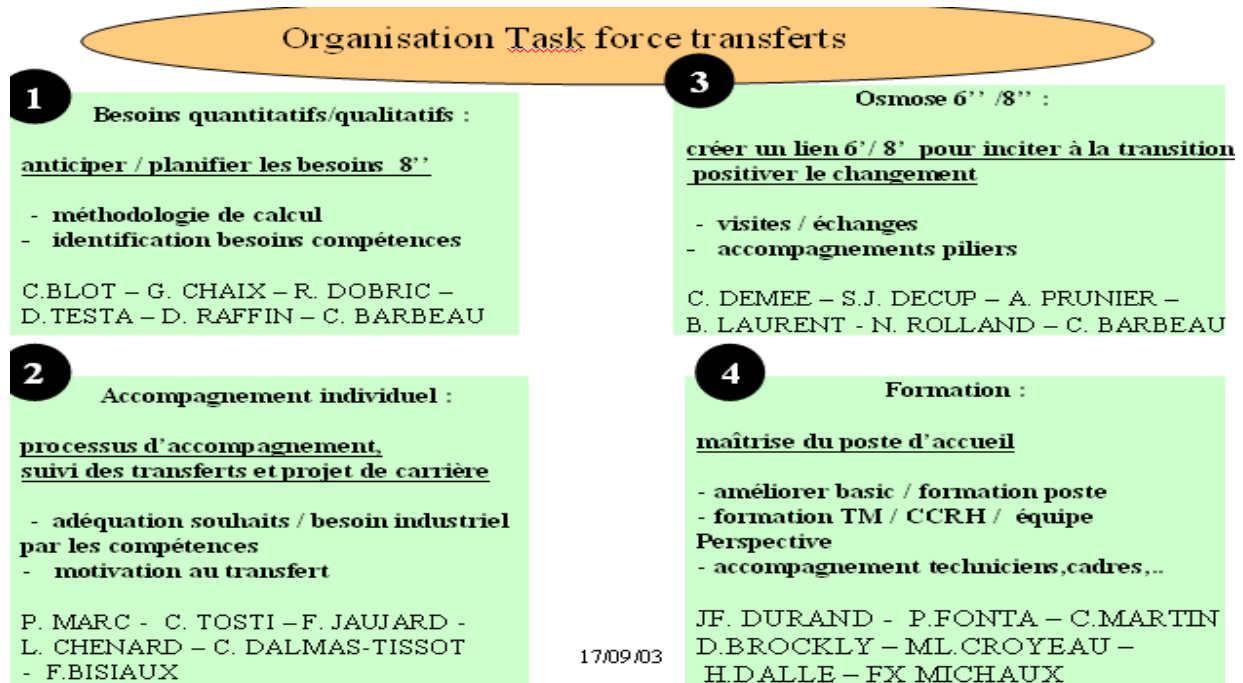 Organisation Task force transferts
1
Besoins quantitatifs/qualitatifs :
anticiper / planifier les besoins 8’’
- méthodologie de calcul
- identification besoins compétences
C.BLOT – G. CHAIX – R. DOBRIC –
D.TESTA – D. RAFFIN – C. BARBEAU
2
Accompagnement individuel :
processus d’accompagnement,
suivi des transferts et projet de carrière
- adéquation souhaits / besoin industriel
par les compétences
- motivation au transfert
P. MARC - C. TOSTI – F. JAUJARD -
L. CHENARD – C. DALMAS-TISSOT
- F.BISIAUX
3
Osmose 6’’ /8’’ :
créer un lien 6’/ 8’ pour inciter à la transition
positiver le changement
- visites / échanges
- accompagnements piliers
C. DEMEE – S.J. DECUP – A. PRUNIER –
B. LAURENT - N. ROLLAND – C. BARBEAU
4
Formation :
maîtrise du poste d’accueil
- améliorer basic / formation poste
- formation TM / CCRH / équipe
Perspective
- accompagnement techniciens,cadres,..
JF. DURAND - P.FONTA – C.MARTIN
D.BROCKLY – ML.CROYEAU –
H.DALLE – FX MICHAUX
17/09/03